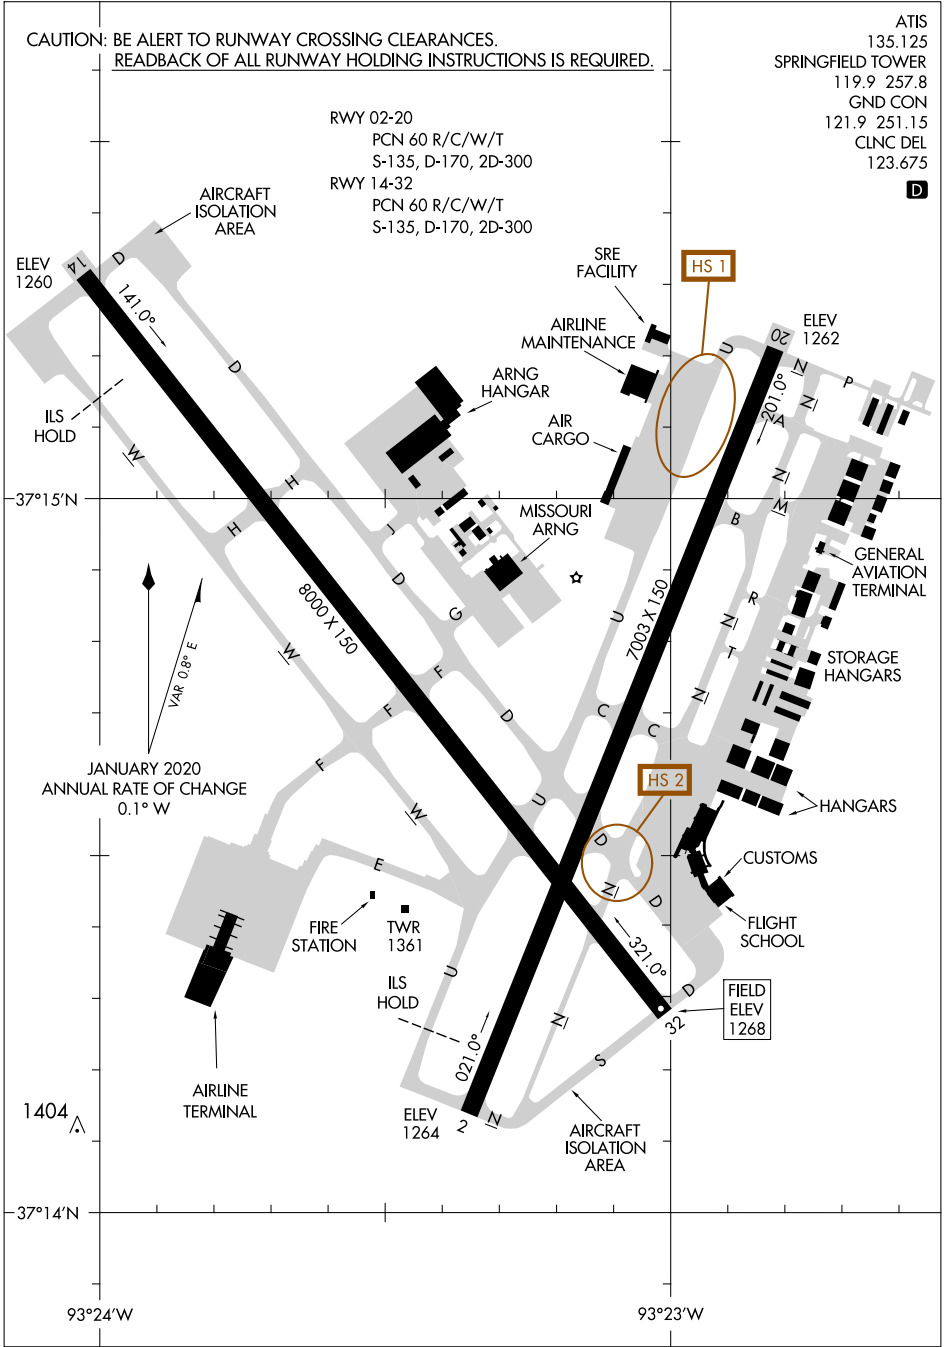 CAUTION: BE ALERT TO RUNWAY CROSSING CLEARANCES.
READBACK OF ALL RUNWAY HOLDING INSTRUCTIONS IS REQUIRED.
ATIS
135.125
SPRINGFIELD TOWER
119.9 257.8
GND CON
121.9 251.15
CLNC DEL
123.675
D
RWY 02-20
PCN 60 R/C/W/T
S-135, D-170, 2D-300
RWY 14-32
PCN 60 R/C/W/T
S-135, D-170, 2D-300
AIRCRAFT
ISOLATION
AREA
ELEV
1260
14
D
141.0°
D
ILS
HOLD
W
H
H
J
D
G
F
F
F
D
W
W
8000 X 150
SRE
FACILITY
HS 1
AIRLINE
MAINTENANCE
ARNG
HANGAR
AIR
CARGO
MISSOURI
ARNG
ELEV
1262
20
U
N
P
N
A
201.0°
N
M
B
R
N
T
N
U
7003 X 150
C
C
37°15'N
GENERAL
AVIATION
TERMINAL
STORAGE
HANGARS
VAR 0.8° E
JANUARY 2020
ANNUAL RATE OF CHANGE
0.1° W
HS 2
HANGARS
CUSTOMS
FLIGHT
SCHOOL
U
D
N
D
E
FIRE
STATION
TWR
1361
U
ILS
HOLD
321.0°
D
32
FIELD
ELEV
1268
N
S
021.0°
AIRLINE
TERMINAL
1404
ELEV
1264
2
N
AIRCRAFT
ISOLATION
AREA
37°14'N
93°24'W
93°23'W